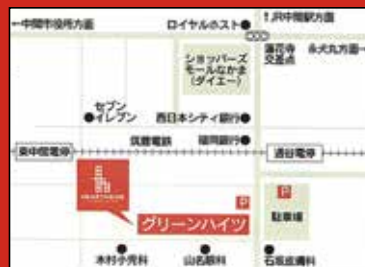 ←中間市役所方面
ロイヤルホスト
↑JR中間駅方面
蓮花寺
交差点
永犬丸方面→
ショッパーズ
モールなかま
(ダイエー)
セブン
イレブン
西日本シティ銀行
筑豊電鉄
福岡銀行
東中間電停
通谷電停
P
P
グリーンハイツ
駐車場
木村小児科
山名眼科
石坂皮膚科